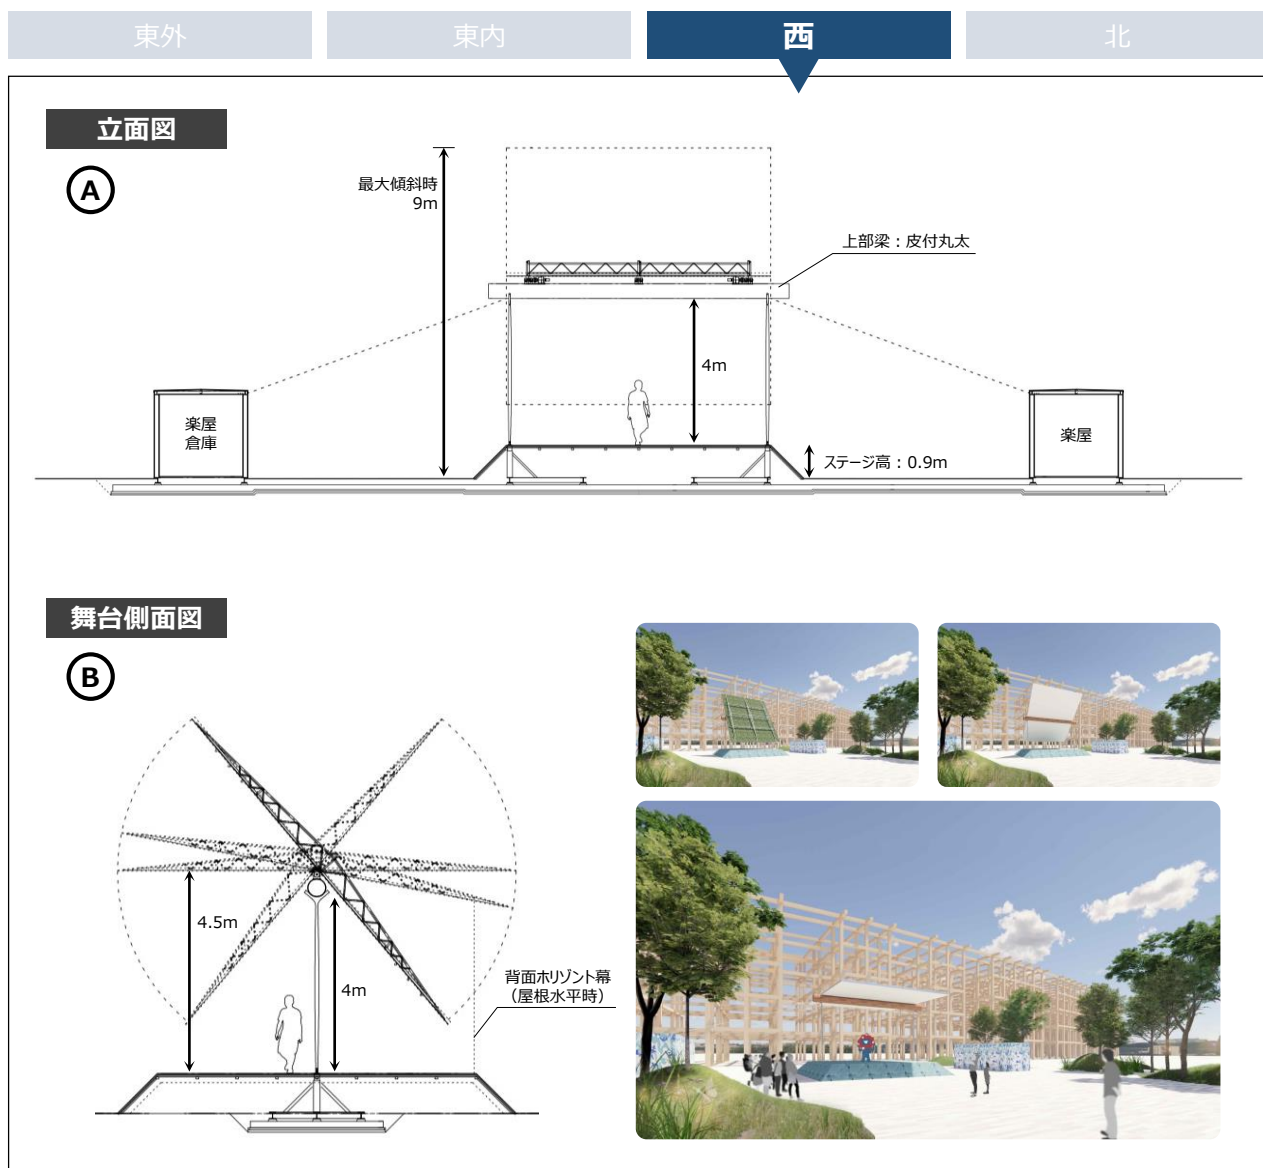 東外
東内
西
北
立面図
A
最大傾斜時
9m
上部梁：皮付丸太
4m
楽屋
倉庫
楽屋
ステージ高：0.9m
舞台側面図
B
4.5m
4m
背面ホリゾント幕
（屋根水平時）